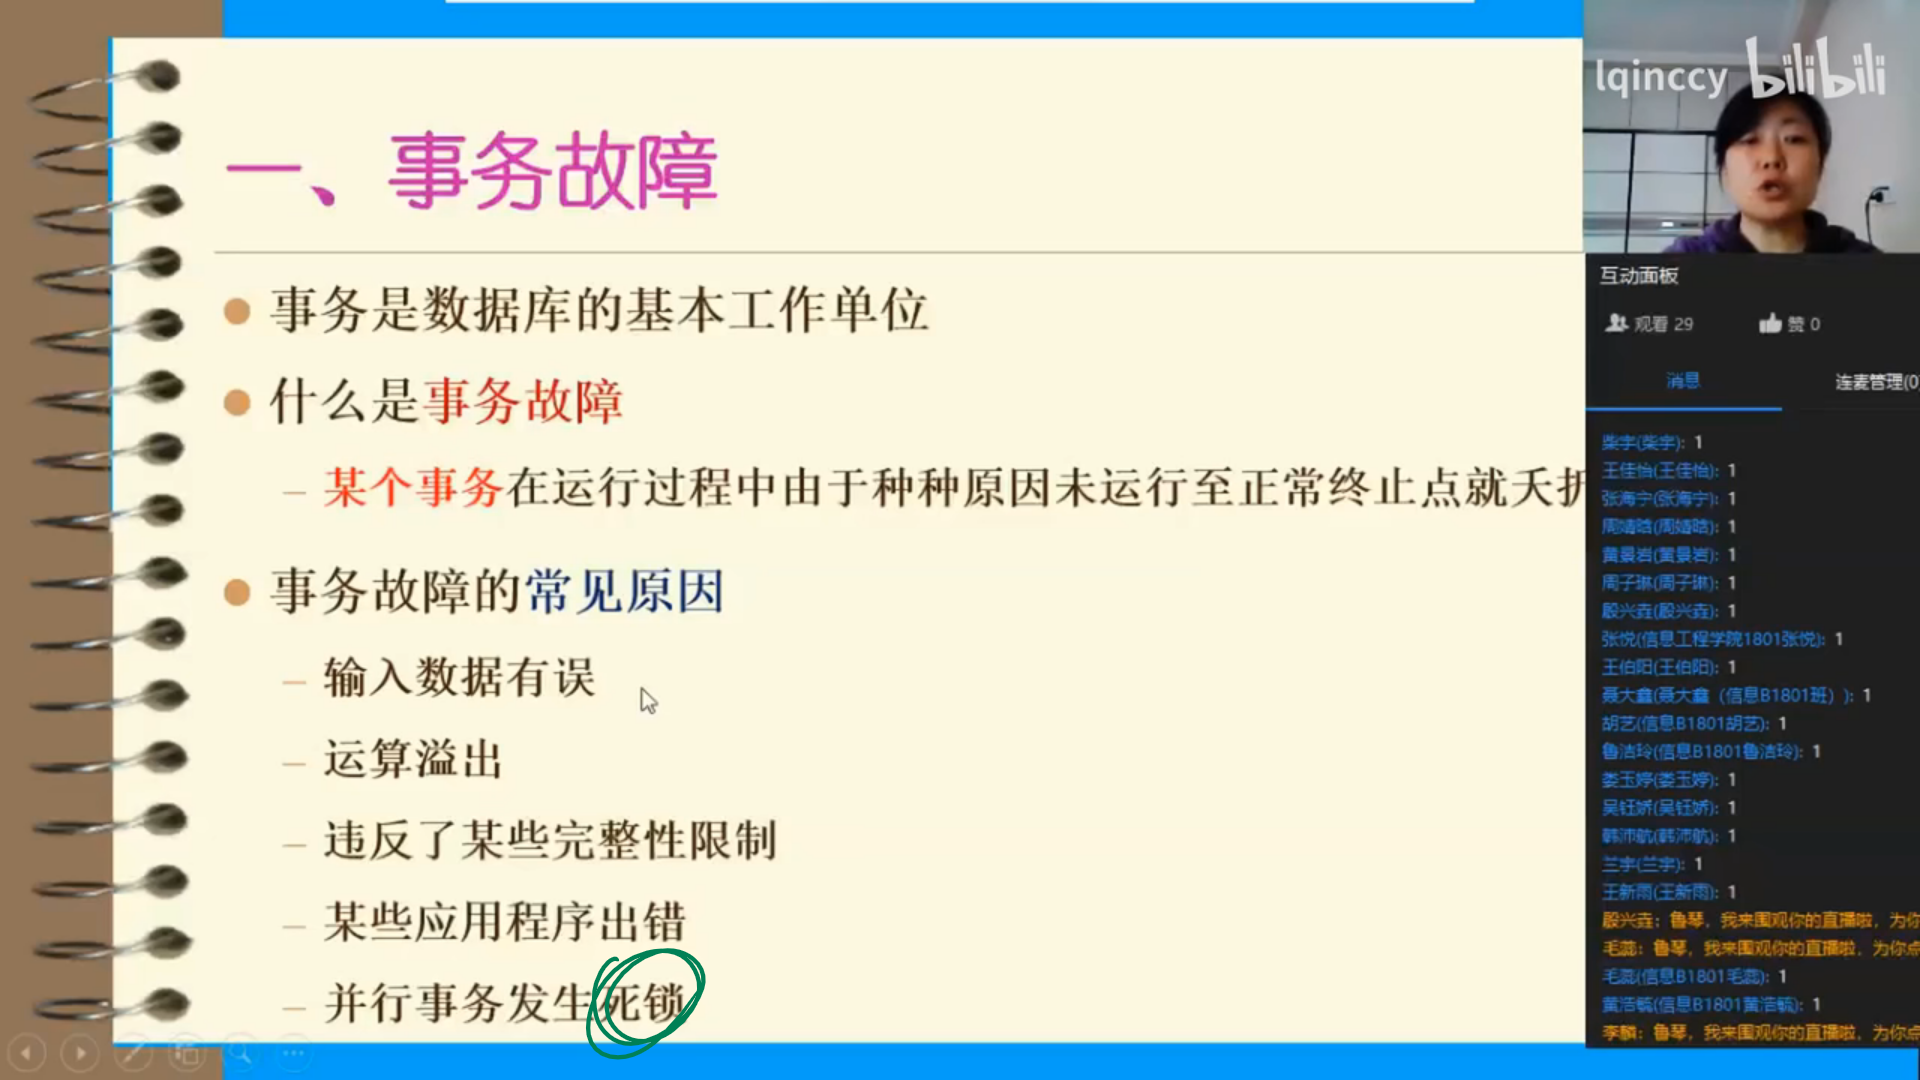 一、事务故障
事务是数据库的基本工作单位
什么是事务故障
– 某个事务在运行过程中由于种种原因未运行至正常终止点就夭折
事务故障的常见原因
– 输入数据有误
– 运算溢出
– 违反了某些完整性限制
– 某些应用程序出错
– 并行事务发生死锁
lqinccy bilibili
互动面板
观看 29 赞 0
消息 连麦管理(0
柴宇(柴宇): 1
王佳怡(王佳怡): 1
张海宁(张海宁): 1
周婧晗(周婧晗): 1
黄景岩(黄景岩): 1
周子琳(周子琳): 1
殷兴垚(殷兴垚): 1
张悦(信息工程学院1801张悦): 1
王伯阳(王伯阳): 1
聂大鑫(聂大鑫（信息B1801班）): 1
胡艺(信息B1801胡艺): 1
鲁洁玲(信息B1801鲁洁玲): 1
娄玉婷(娄玉婷): 1
吴钰娇(吴钰娇): 1
韩沛航(韩沛航): 1
兰宇(兰宇): 1
王新雨(王新雨): 1
殷兴垚：鲁琴，我来围观你的直播啦，为你
毛蕊：鲁琴，我来围观你的直播啦，为你点
毛蕊(信息B1801毛蕊): 1
黄浩毓(信息B1801黄浩毓): 1
李麟：鲁琴，我来围观你的直播啦，为你点